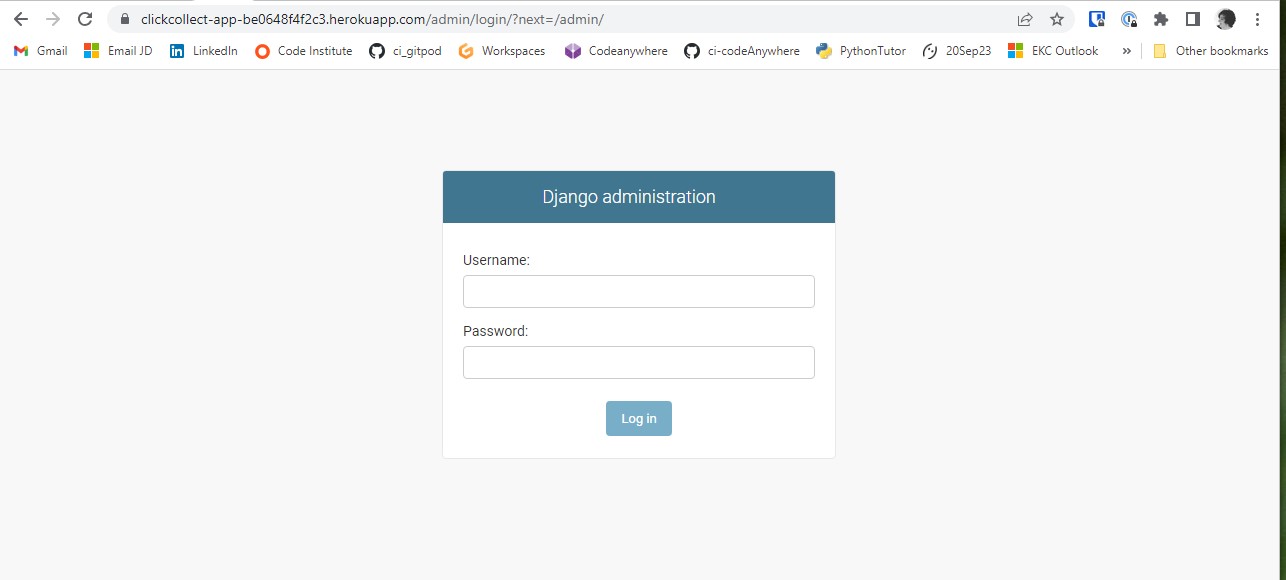 clickcollect-app-be0648f4f2c3.herokuapp.com/admin/login/?next=/admin/
Gmail Email JD LinkedIn Code Institute ci_gitpod Workspaces Codeanywhere ci-codeAnywhere PythonTutor 20Sep23 EKC Outlook » Other bookmarks
Django administration
Username:
Password:
Log in